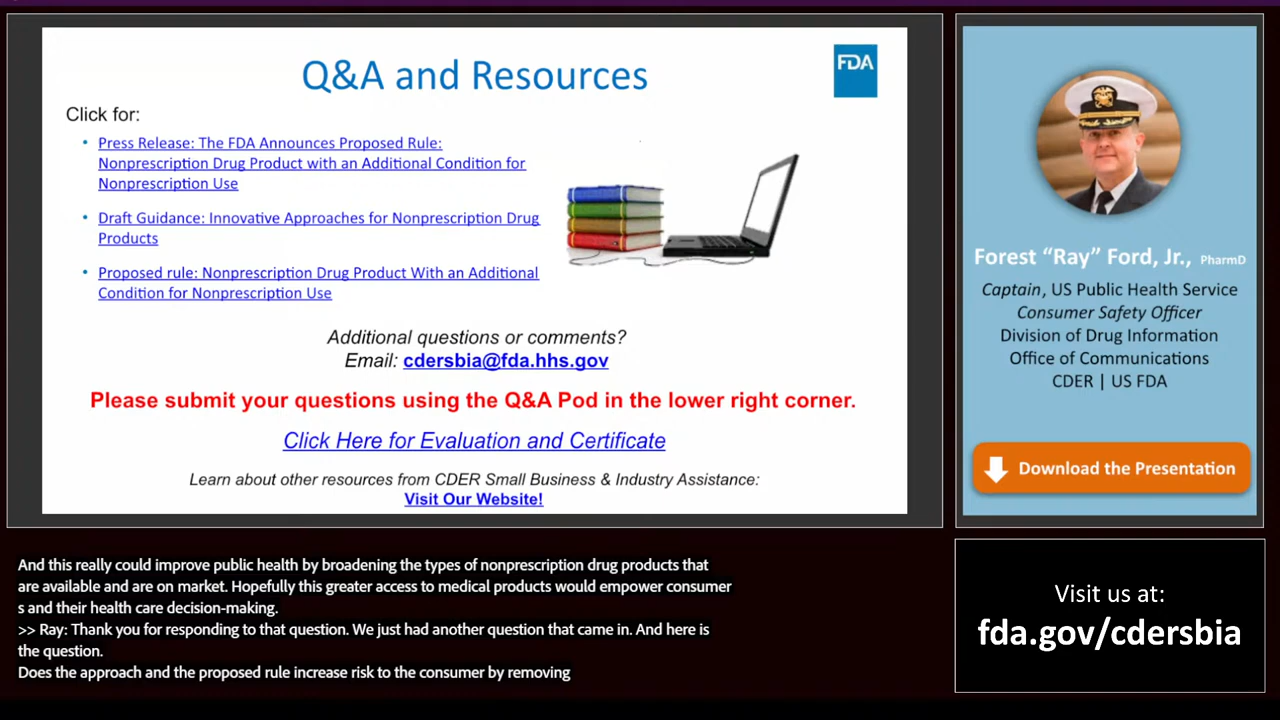 Q&A and Resources
FDA
Click for:
• Press Release: The FDA Announces Proposed Rule:
Nonprescription Drug Product with an Additional Condition for
Nonprescription Use
• Draft Guidance: Innovative Approaches for Nonprescription Drug
Products
• Proposed rule: Nonprescription Drug Product With an Additional
Condition for Nonprescription Use
Additional questions or comments?
Email: cdersbia@fda.hhs.gov
Please submit your questions using the Q&A Pod in the lower right corner.
Click Here for Evaluation and Certificate
Learn about other resources from CDER Small Business & Industry Assistance:
Visit Our Website!
Forest “Ray” Ford, Jr., PharmD
Captain, US Public Health Service
Consumer Safety Officer
Division of Drug Information
Office of Communications
CDER | US FDA
Download the Presentation
And this really could improve public health by broadening the types of nonprescription drug products that
are available and are on market. Hopefully this greater access to medical products would empower consumer
s and their health care decision-making.
>> Ray: Thank you for responding to that question. We just had another question that came in. And here is
the question.
Does the approach and the proposed rule increase risk to the consumer by removing
Visit us at:
fda.gov/cdersbia